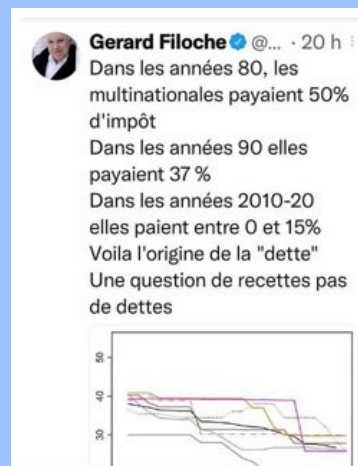 Gerard Filoche @... · 20 h
Dans les années 80, les
multinationales payaient 50%
d'impôt
Dans les années 90 elles
payaient 37 %
Dans les années 2010-20
elles paient entre 0 et 15%
Voila l'origine de la "dette"
Une question de recettes pas
de dettes
50
40
30